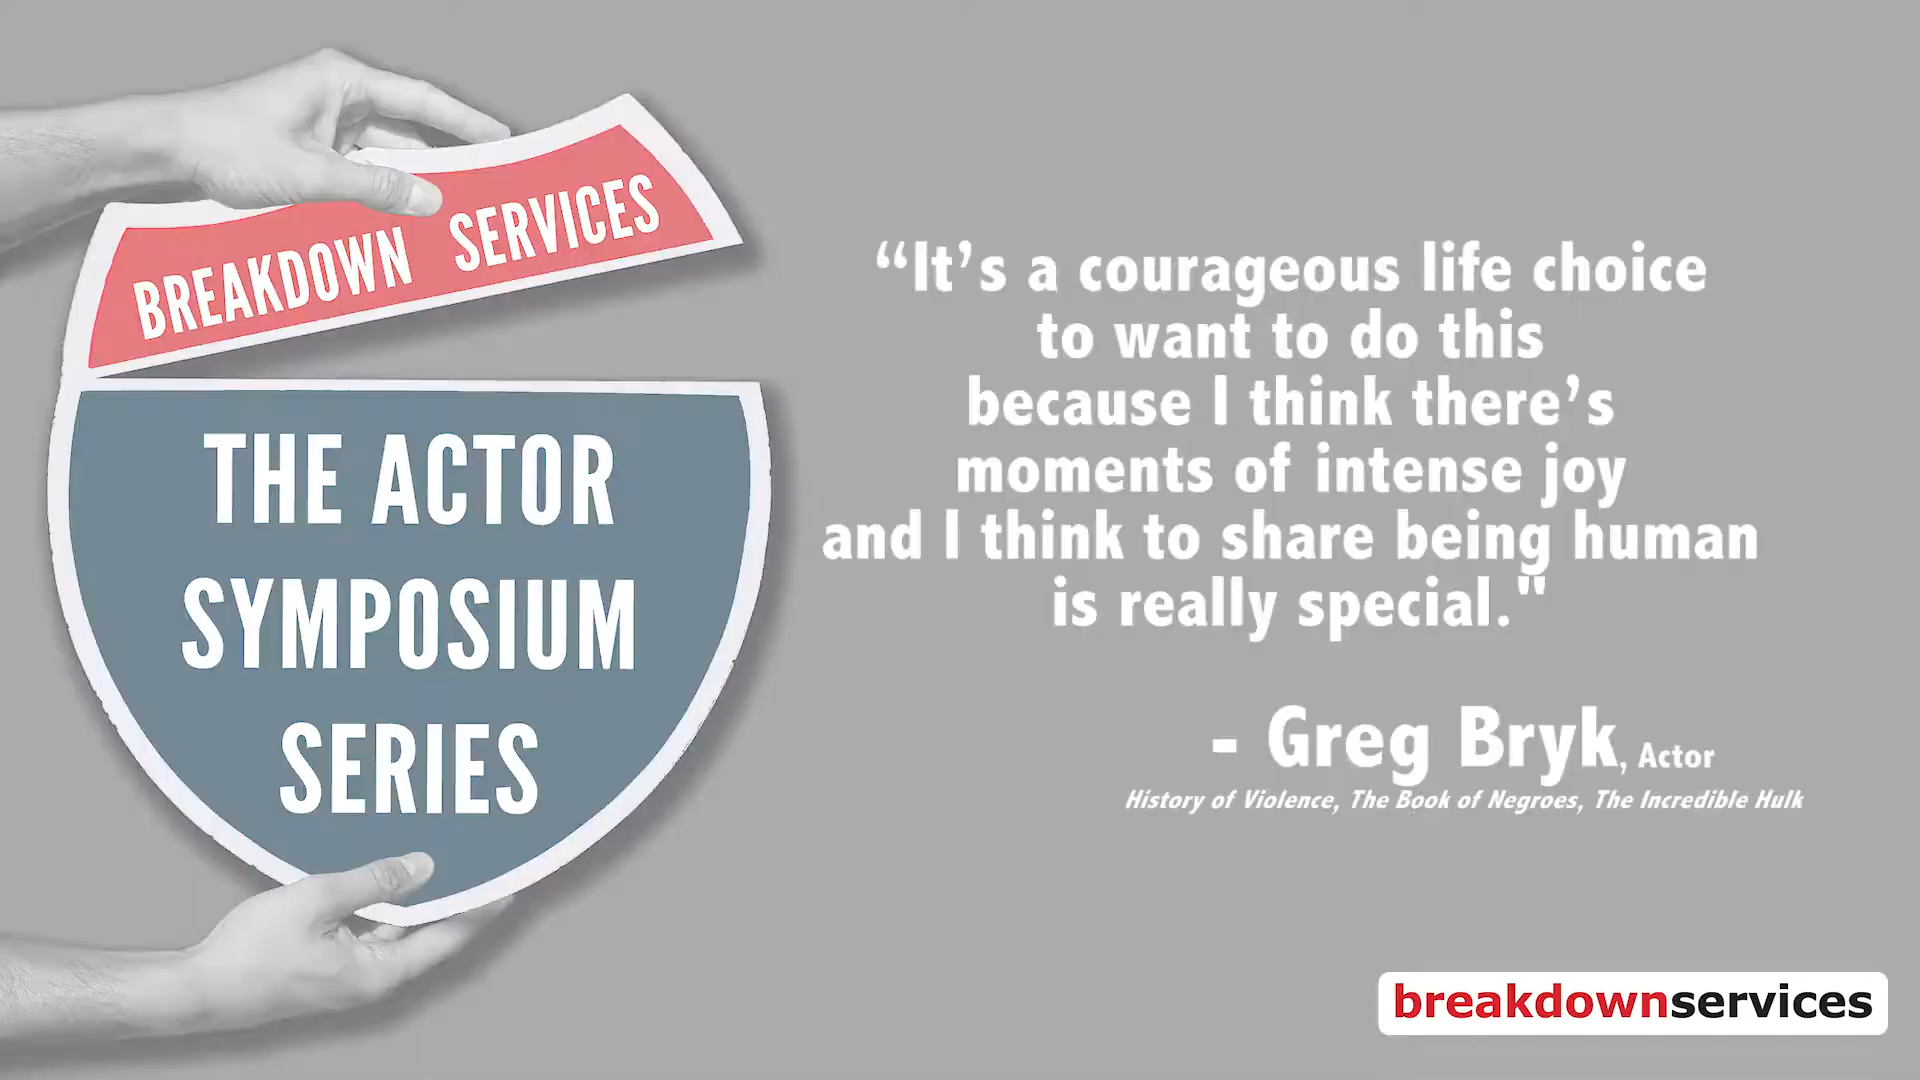 BREAKDOWN SERVICES
THE ACTOR
SYMPOSIUM
SERIES
“It’s a courageous life choice
to want to do this
because I think there’s
moments of intense joy
and I think to share being human
is really special."
- Greg Bryk, Actor
History of Violence, The Book of Negroes, The Incredible Hulk
breakdownservices